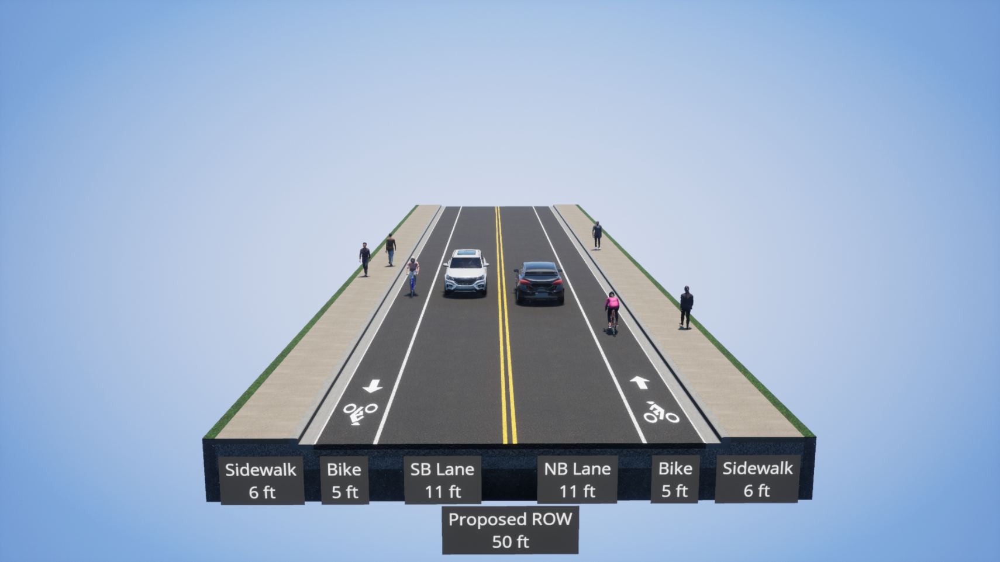 Sidewalk
6 ft
Bike
5 ft
SB Lane
11 ft
NB Lane
11 ft
Bike
5 ft
Sidewalk
6 ft
Proposed ROW
50 ft